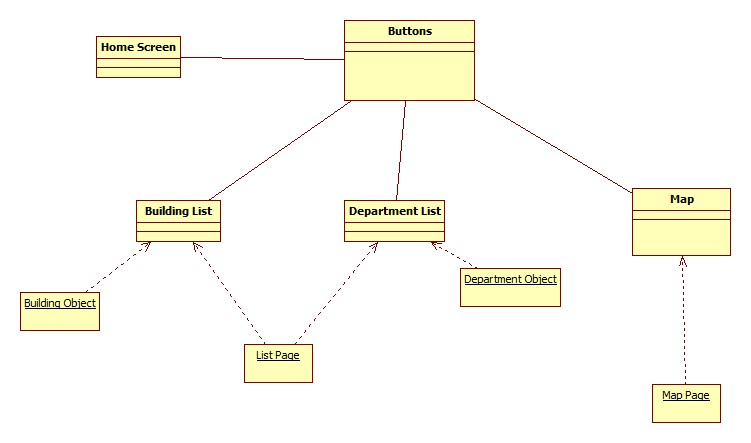 Buttons
Home Screen
Building List
Department List
Map
Building Object
Department Object
List Page
Map Page